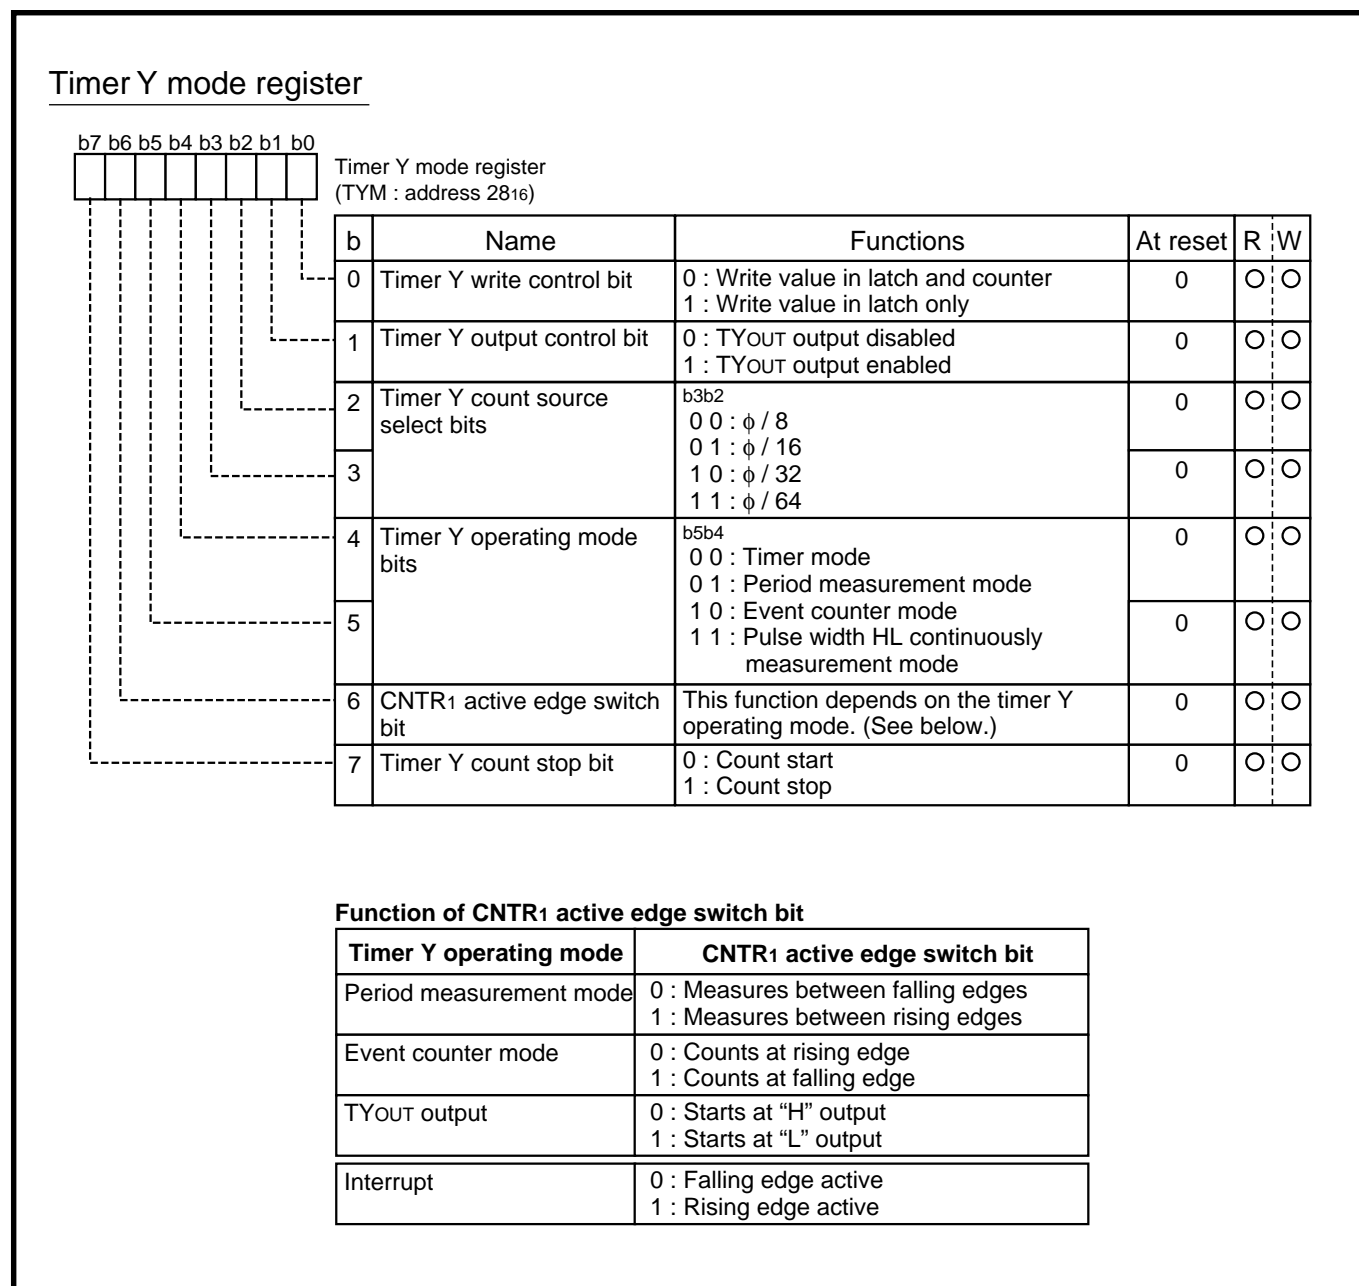 Timer Y mode register
b7 b6 b5 b4 b3 b2 b1 b0
Timer Y mode register
(TYM : address 2816)
b Name Functions At reset R W
0 Timer Y write control bit 0 : Write value in latch and counter 0 O O
1 : Write value in latch only
1 Timer Y output control bit 0 : TYOUT output disabled 0 O O
1 : TYOUT output enabled
2 Timer Y count source b3b2 0 O O
select bits 0 0 : ϕ / 8
0 1 : ϕ / 16
3 1 0 : ϕ / 32 0 O O
1 1 : ϕ / 64
4 Timer Y operating mode b5b4 0 O O
bits 0 0 : Timer mode
0 1 : Period measurement mode
1 0 : Event counter mode
5 1 1 : Pulse width HL continuously 0 O O
measurement mode
6 CNTR1 active edge switch This function depends on the timer Y 0 O O
bit operating mode. (See below.)
7 Timer Y count stop bit 0 : Count start 0 O O
1 : Count stop
Function of CNTR1 active edge switch bit
Timer Y operating mode CNTR1 active edge switch bit
Period measurement mode 0 : Measures between falling edges
1 : Measures between rising edges
Event counter mode 0 : Counts at rising edge
1 : Counts at falling edge
TYOUT output 0 : Starts at “H” output
1 : Starts at “L” output
Interrupt 0 : Falling edge active
1 : Rising edge active